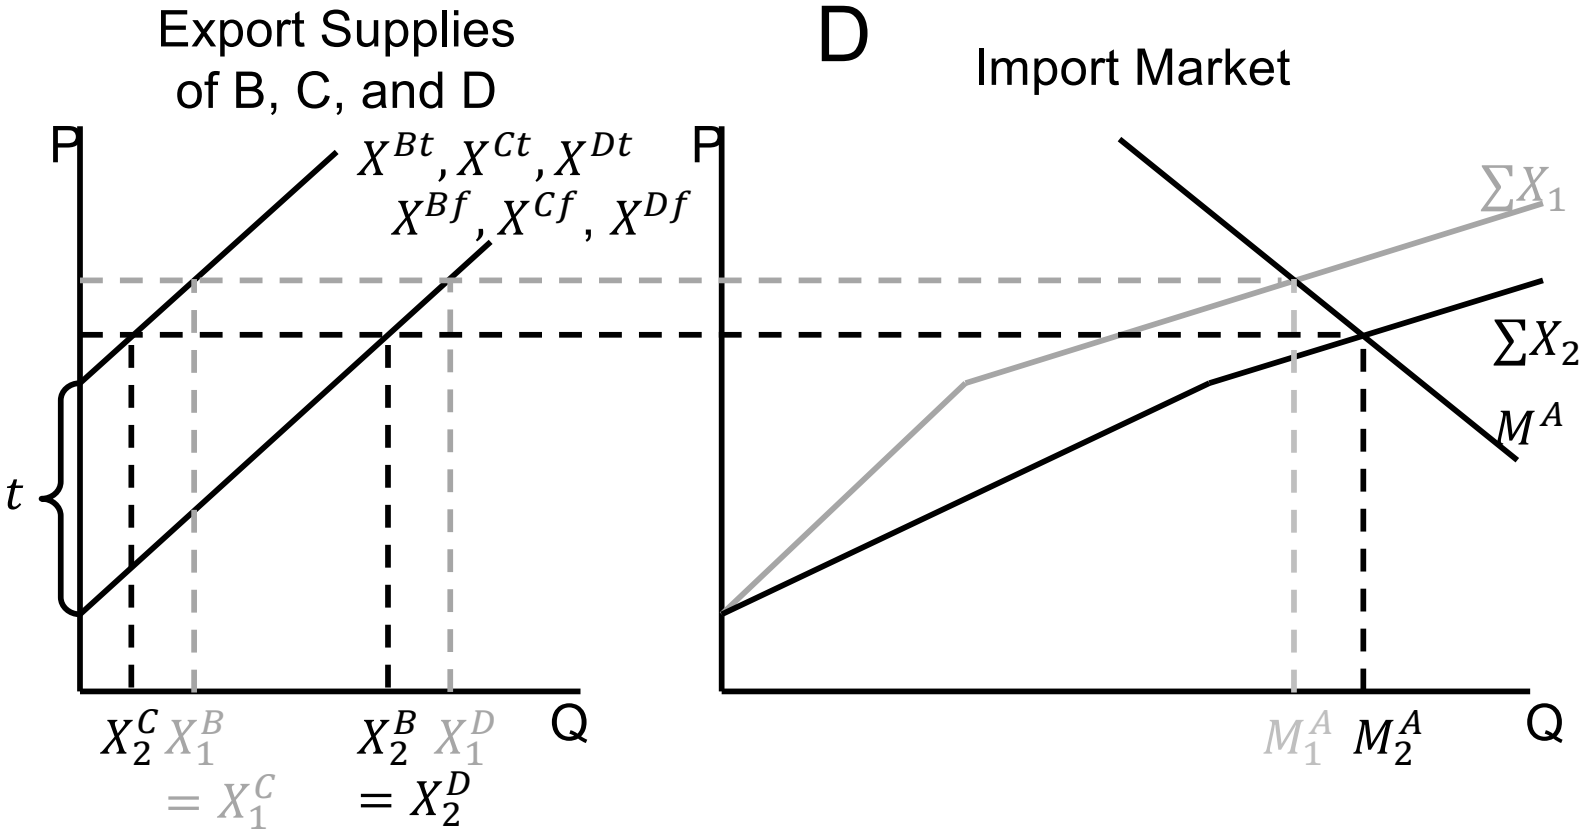 Export Supplies
of B, C, and D
D
Import Market
P
X^{Bt}, X^{Ct}, X^{Dt}
X^{Bf}, X^{Cf}, X^{Df}
P
∑X_1
∑X_2
M^A
t
Q
Q
X_2^C X_1^B
= X_1^C
X_2^B X_1^D
= X_2^D
M_1^A M_2^A